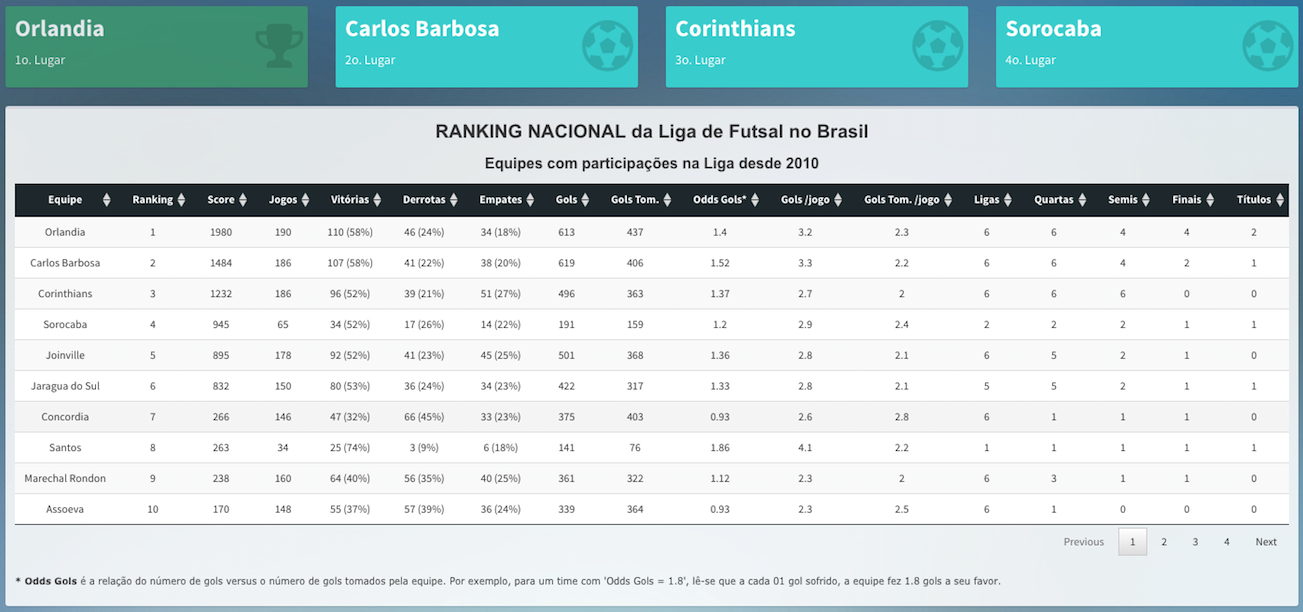 Orlandia
1o. Lugar
Carlos Barbosa
2o. Lugar
Corinthians
3o. Lugar
Sorocaba
4o. Lugar
RANKING NACIONAL da Liga de Futsal no Brasil
Equipes com participações na Liga desde 2010
Equipe Ranking Score Jogos Vitórias Derrotas Empates Gols Gols Tom. Odds Gols* Gols /jogo Gols Tom. /jogo Ligas Quartas Semis Finais Títulos
Orlandia 1 1980 190 110 (58%) 46 (24%) 34 (18%) 613 437 1.4 3.2 2.3 6 6 4 4 2
Carlos Barbosa 2 1484 186 107 (58%) 41 (22%) 38 (20%) 619 406 1.52 3.3 2.2 6 6 4 2 1
Corinthians 3 1232 186 96 (52%) 39 (21%) 51 (27%) 496 363 1.37 2.7 2 6 6 6 0 0
Sorocaba 4 945 65 34 (52%) 17 (26%) 14 (22%) 191 159 1.2 2.9 2.4 2 2 2 1 1
Joinville 5 895 178 92 (52%) 41 (23%) 45 (25%) 501 368 1.36 2.8 2.1 6 5 2 1 0
Jaragua do Sul 6 832 150 80 (53%) 36 (24%) 34 (23%) 422 317 1.33 2.8 2.1 5 5 2 1 1
Concordia 7 266 146 47 (32%) 66 (45%) 33 (23%) 375 403 0.93 2.6 2.8 6 1 1 1 0
Santos 8 263 34 25 (74%) 3 (9%) 6 (18%) 141 76 1.86 4.1 2.2 1 1 1 1 1
Marechal Rondon 9 238 160 64 (40%) 56 (35%) 40 (25%) 361 322 1.12 2.3 2 6 3 1 1 0
Assoeva 10 170 148 55 (37%) 57 (39%) 36 (24%) 339 364 0.93 2.3 2.5 6 1 0 0 0
Previous 1 2 3 4 Next
* Odds Gols é a relação do número de gols versus o número de gols tomados pela equipe. Por exemplo, para um time com 'Odds Gols = 1.8', lê-se que a cada 01 gol sofrido, a equipe fez 1.8 gols a seu favor.